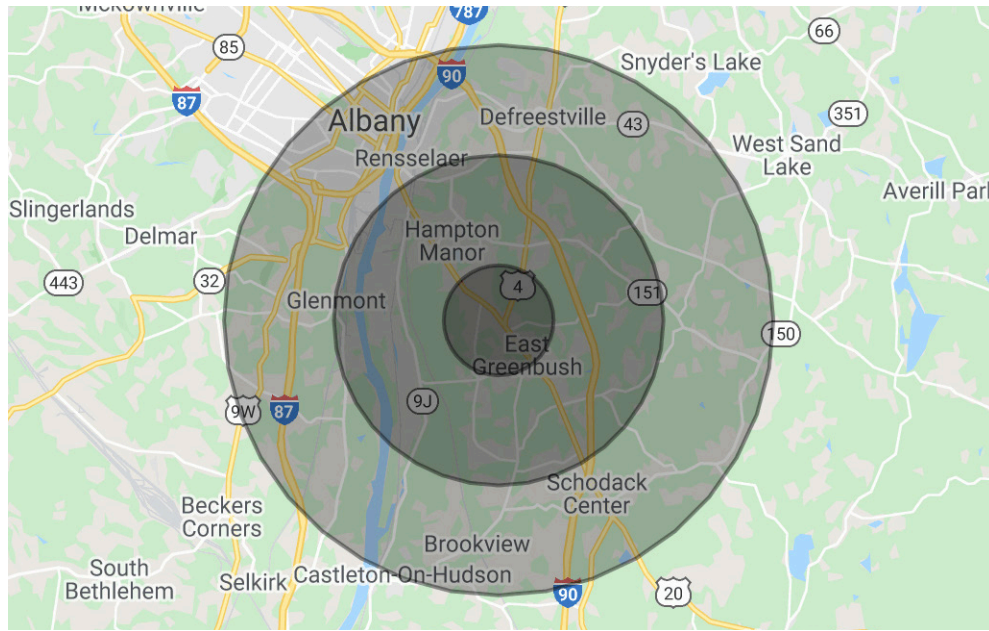 McKownville
787
85
66
90
Snyder's Lake
87
351
Albany
Defreestville
43
West Sand
Lake
Rensselaer
Averill Park
Slingerlands
Hampton
Manor
Delmar
443
32
4
151
Glenmont
150
East
Greenbush
9J
9W
87
Schodack
Center
Beckers
Corners
Brookview
South
Bethlehem
Selkirk
Castleton-On-Hudson
90
20